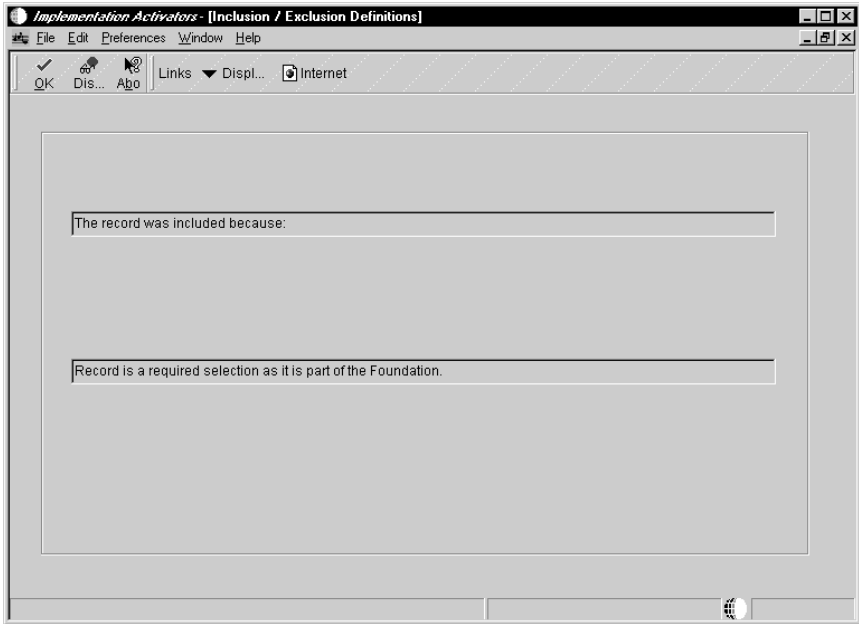 Implementation Activators - [Inclusion / Exclusion Definitions]
File Edit Preferences Window Help
OK Dis... Abo Links Displ... Internet
The record was included because:
Record is a required selection as it is part of the Foundation.